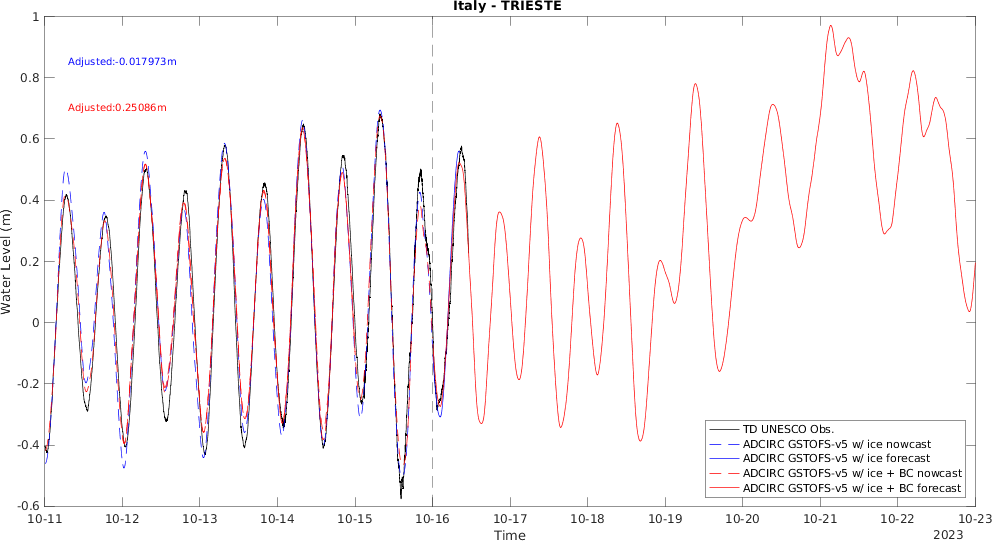 Italy - TRIESTE
Adjusted:-0.017973m
Adjusted:0.25086m
Water Level (m)
1
0.8
0.6
0.4
0.2
0
-0.2
-0.4
-0.6
TD UNESCO Obs.
ADCIRC GSTOFS-v5 w/ ice nowcast
ADCIRC GSTOFS-v5 w/ ice forecast
ADCIRC GSTOFS-v5 w/ ice + BC nowcast
ADCIRC GSTOFS-v5 w/ ice + BC forecast
10-11 10-12 10-13 10-14 10-15 10-16 10-17 10-18 10-19 10-20 10-21 10-22 10-23
Time
2023